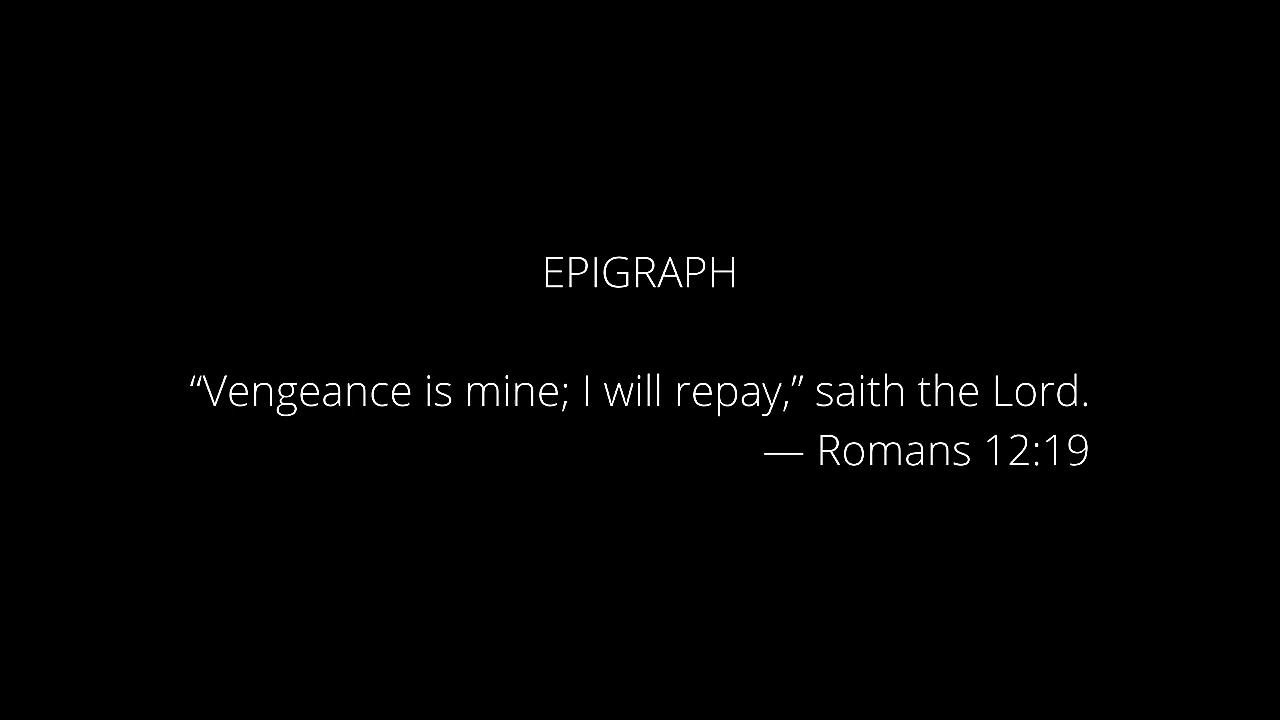 EPIGRAPH
“Vengeance is mine; I will repay,” saith the Lord.
— Romans 12:19